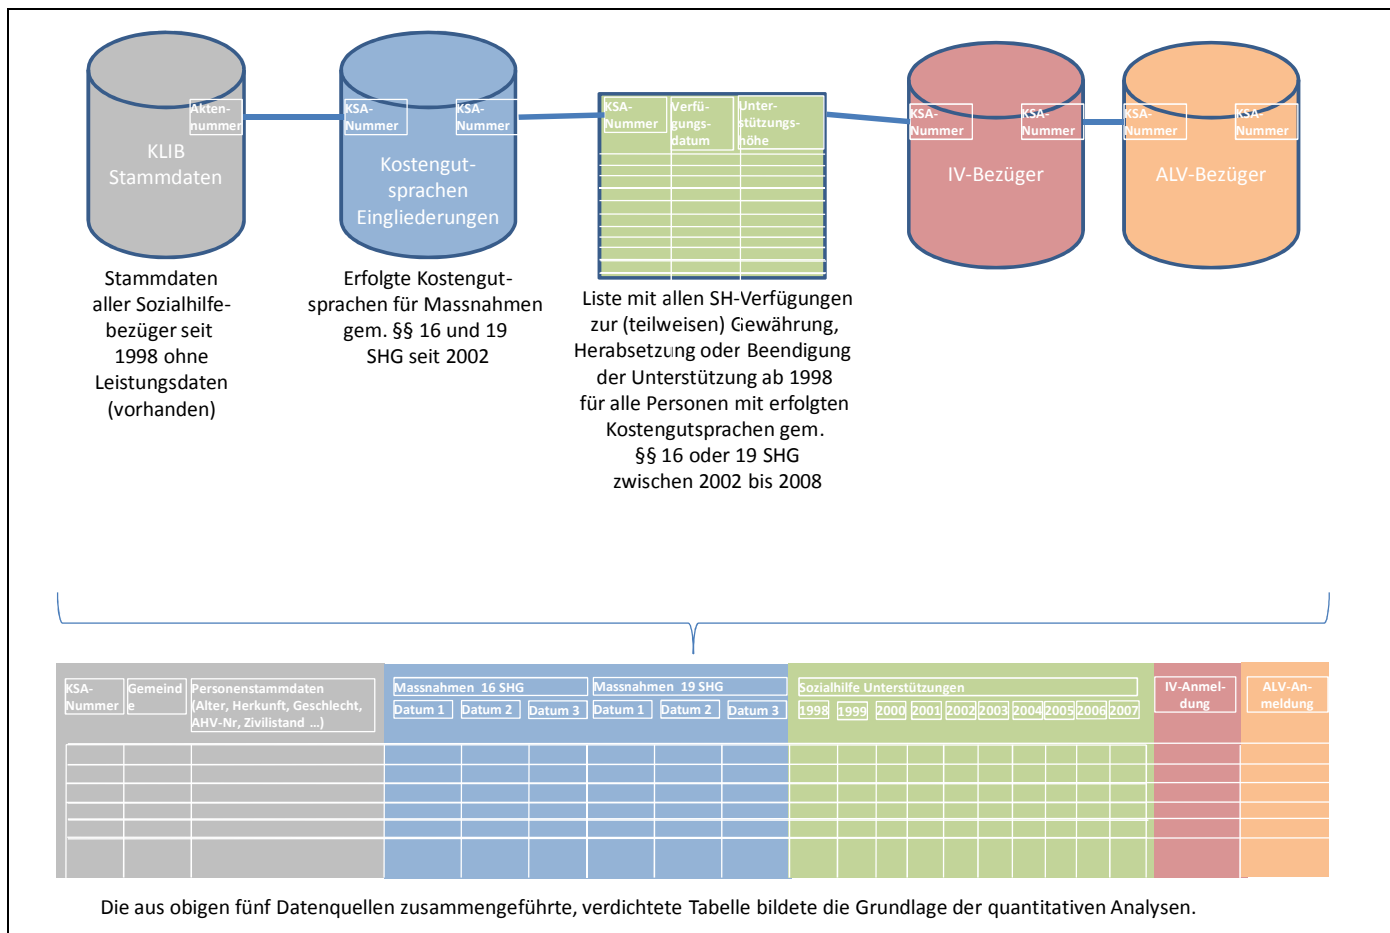 Akten-
nummer
KLIB
Stammdaten
KSA-
Nummer
KSA-
Nummer
Kostengut-
sprachen
Eingliederungen
KSA-
Nummer
Verfü-
gungs-
datum
Unter-
stützungs-
höhe
KSA-
Nummer
KSA-
Nummer
IV-Bezüger
KSA-
Nummer
KSA-
Nummer
ALV-Bezüger
Stammdaten
aller Sozialhilfe-
bezüger seit
1998 ohne
Leistungsdaten
(vorhanden)
Erfolgte Kostengut-
sprachen für Massnahmen
gem. §§ 16 und 19
SHG seit 2002
Liste mit allen SH-Verfügungen
zur (teilweisen) Gewährung,
Herabsetzung oder Beendigung
der Unterstützung ab 1998
für alle Personen mit erfolgten
Kostengutsprachen gem.
§§ 16 oder 19 SHG
zwischen 2002 bis 2008
KSA-
Nummer
Gemeind
e
Personenstammdaten
(Alter, Herkunft, Geschlecht,
AHV-Nr, Zivilistand ...)
Massnahmen 16 SHG
Datum 1 Datum 2 Datum 3
Massnahmen 19 SHG
Datum 1 Datum 2 Datum 3
Sozialhilfe Unterstützungen
1998 1999 2000 2001 2002 2003 2004 2005 2006 2007
IV-Anmel-
dung
ALV-An-
meldung
Die aus obigen fünf Datenquellen zusammengeführte, verdichtete Tabelle bildete die Grundlage der quantitativen Analysen.